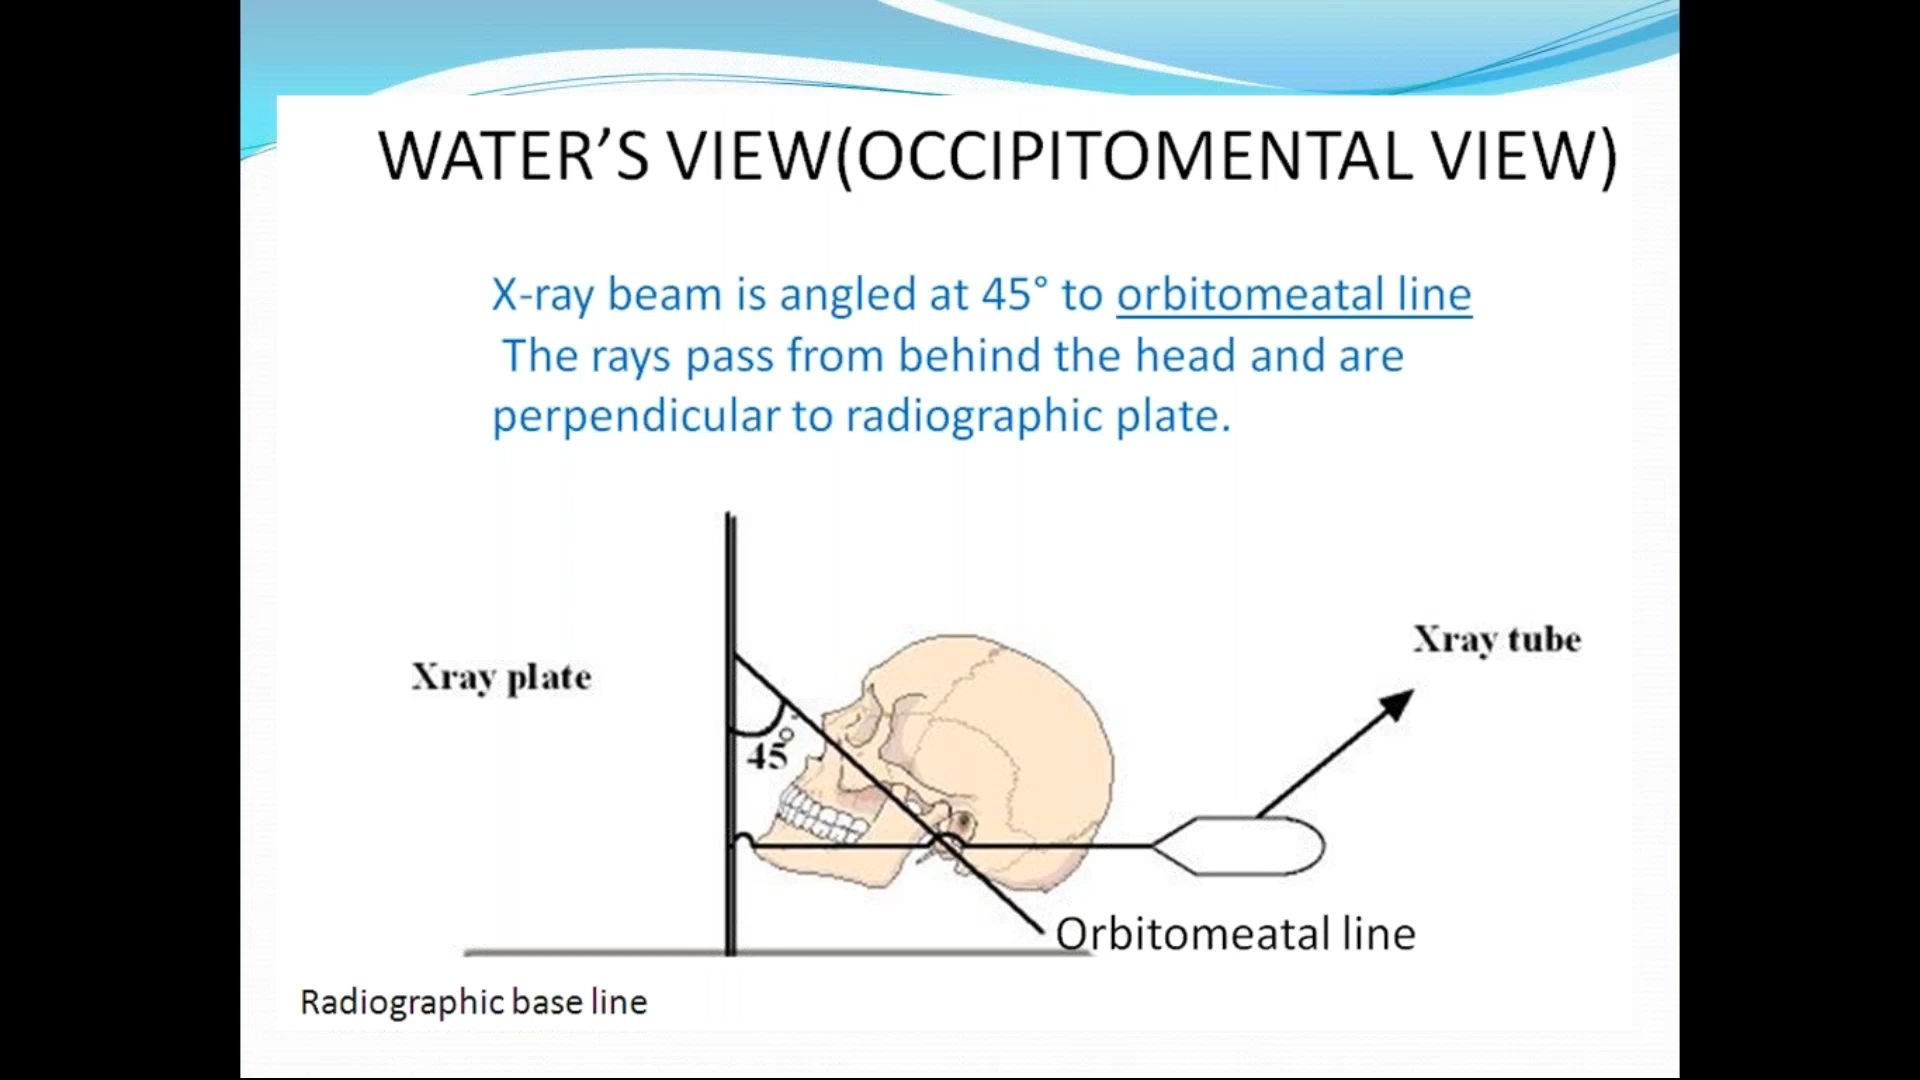 WATER’S VIEW(OCCIPITOMENTAL VIEW)
X-ray beam is angled at 45° to orbitomeatal line
The rays pass from behind the head and are
perpendicular to radiographic plate.
Xray tube
Xray plate
45°
Orbitomeatal line
Radiographic base line